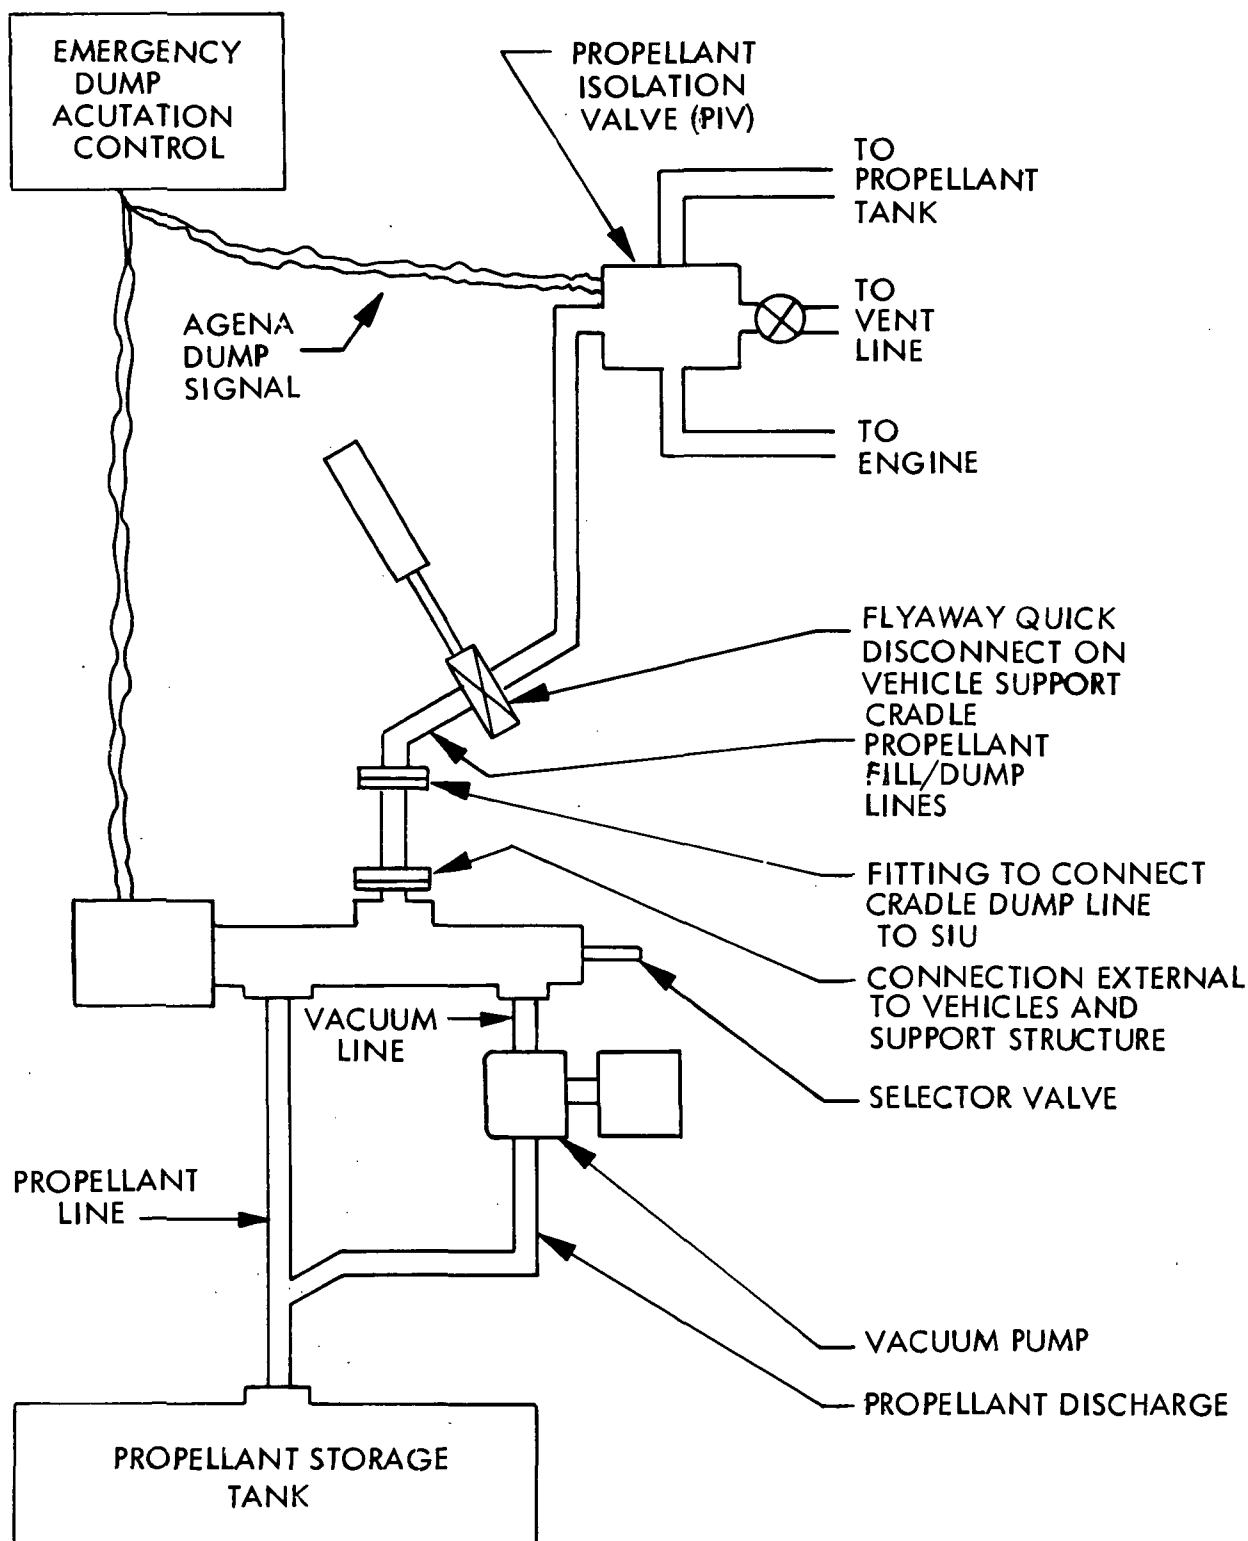 EMERGENCY
DUMP
ACUTATION
CONTROL
PROPELLANT
ISOLATION
VALVE (PIV)
TO
PROPELLANT
TANK
TO
VENT
LINE
TO
ENGINE
AGENA
DUMP
SIGNAL
FLYAWAY QUICK
DISCONNECT ON
VEHICLE SUPPORT
CRADLE
PROPELLANT
FILL/DUMP
LINES
FITTING TO CONNECT
CRADLE DUMP LINE
TO SIU
CONNECTION EXTERNAL
TO VEHICLES AND
SUPPORT STRUCTURE
SELECTOR VALVE
VACUUM
LINE
PROPELLANT
LINE
VACUUM PUMP
PROPELLANT DISCHARGE
PROPELLANT STORAGE
TANK